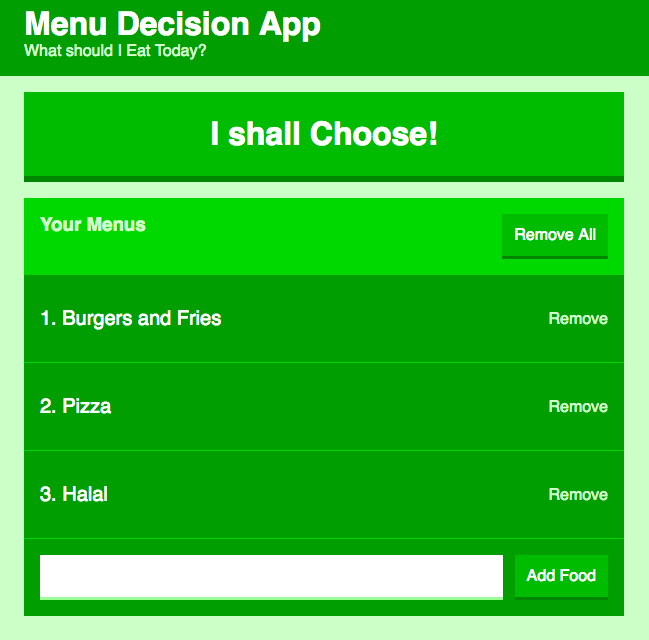 Menu Decision App
What should I Eat Today?
I shall Choose!
Your Menus
Remove All
1. Burgers and Fries
Remove
2. Pizza
Remove
3. Halal
Remove
Add Food